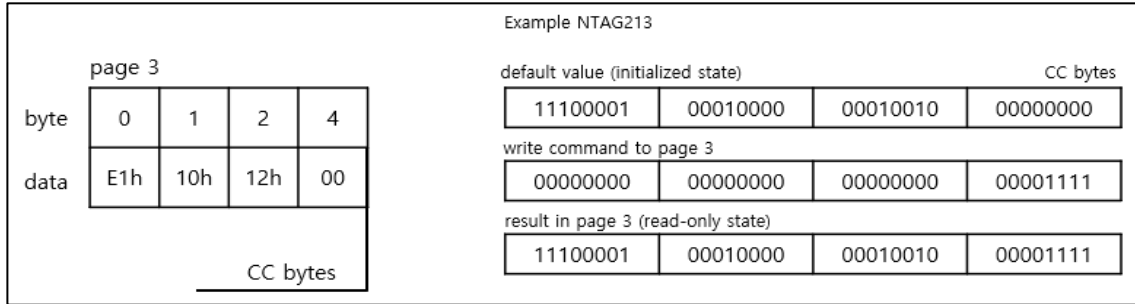 page 3
byte 0 1 2 4
data E1h 10h 12h 00
CC bytes
Example NTAG213
default value (initialized state) CC bytes
11100001 00010000 00010010 00000000
write command to page 3
00000000 00000000 00000000 00001111
result in page 3 (read-only state)
11100001 00010000 00010010 00001111